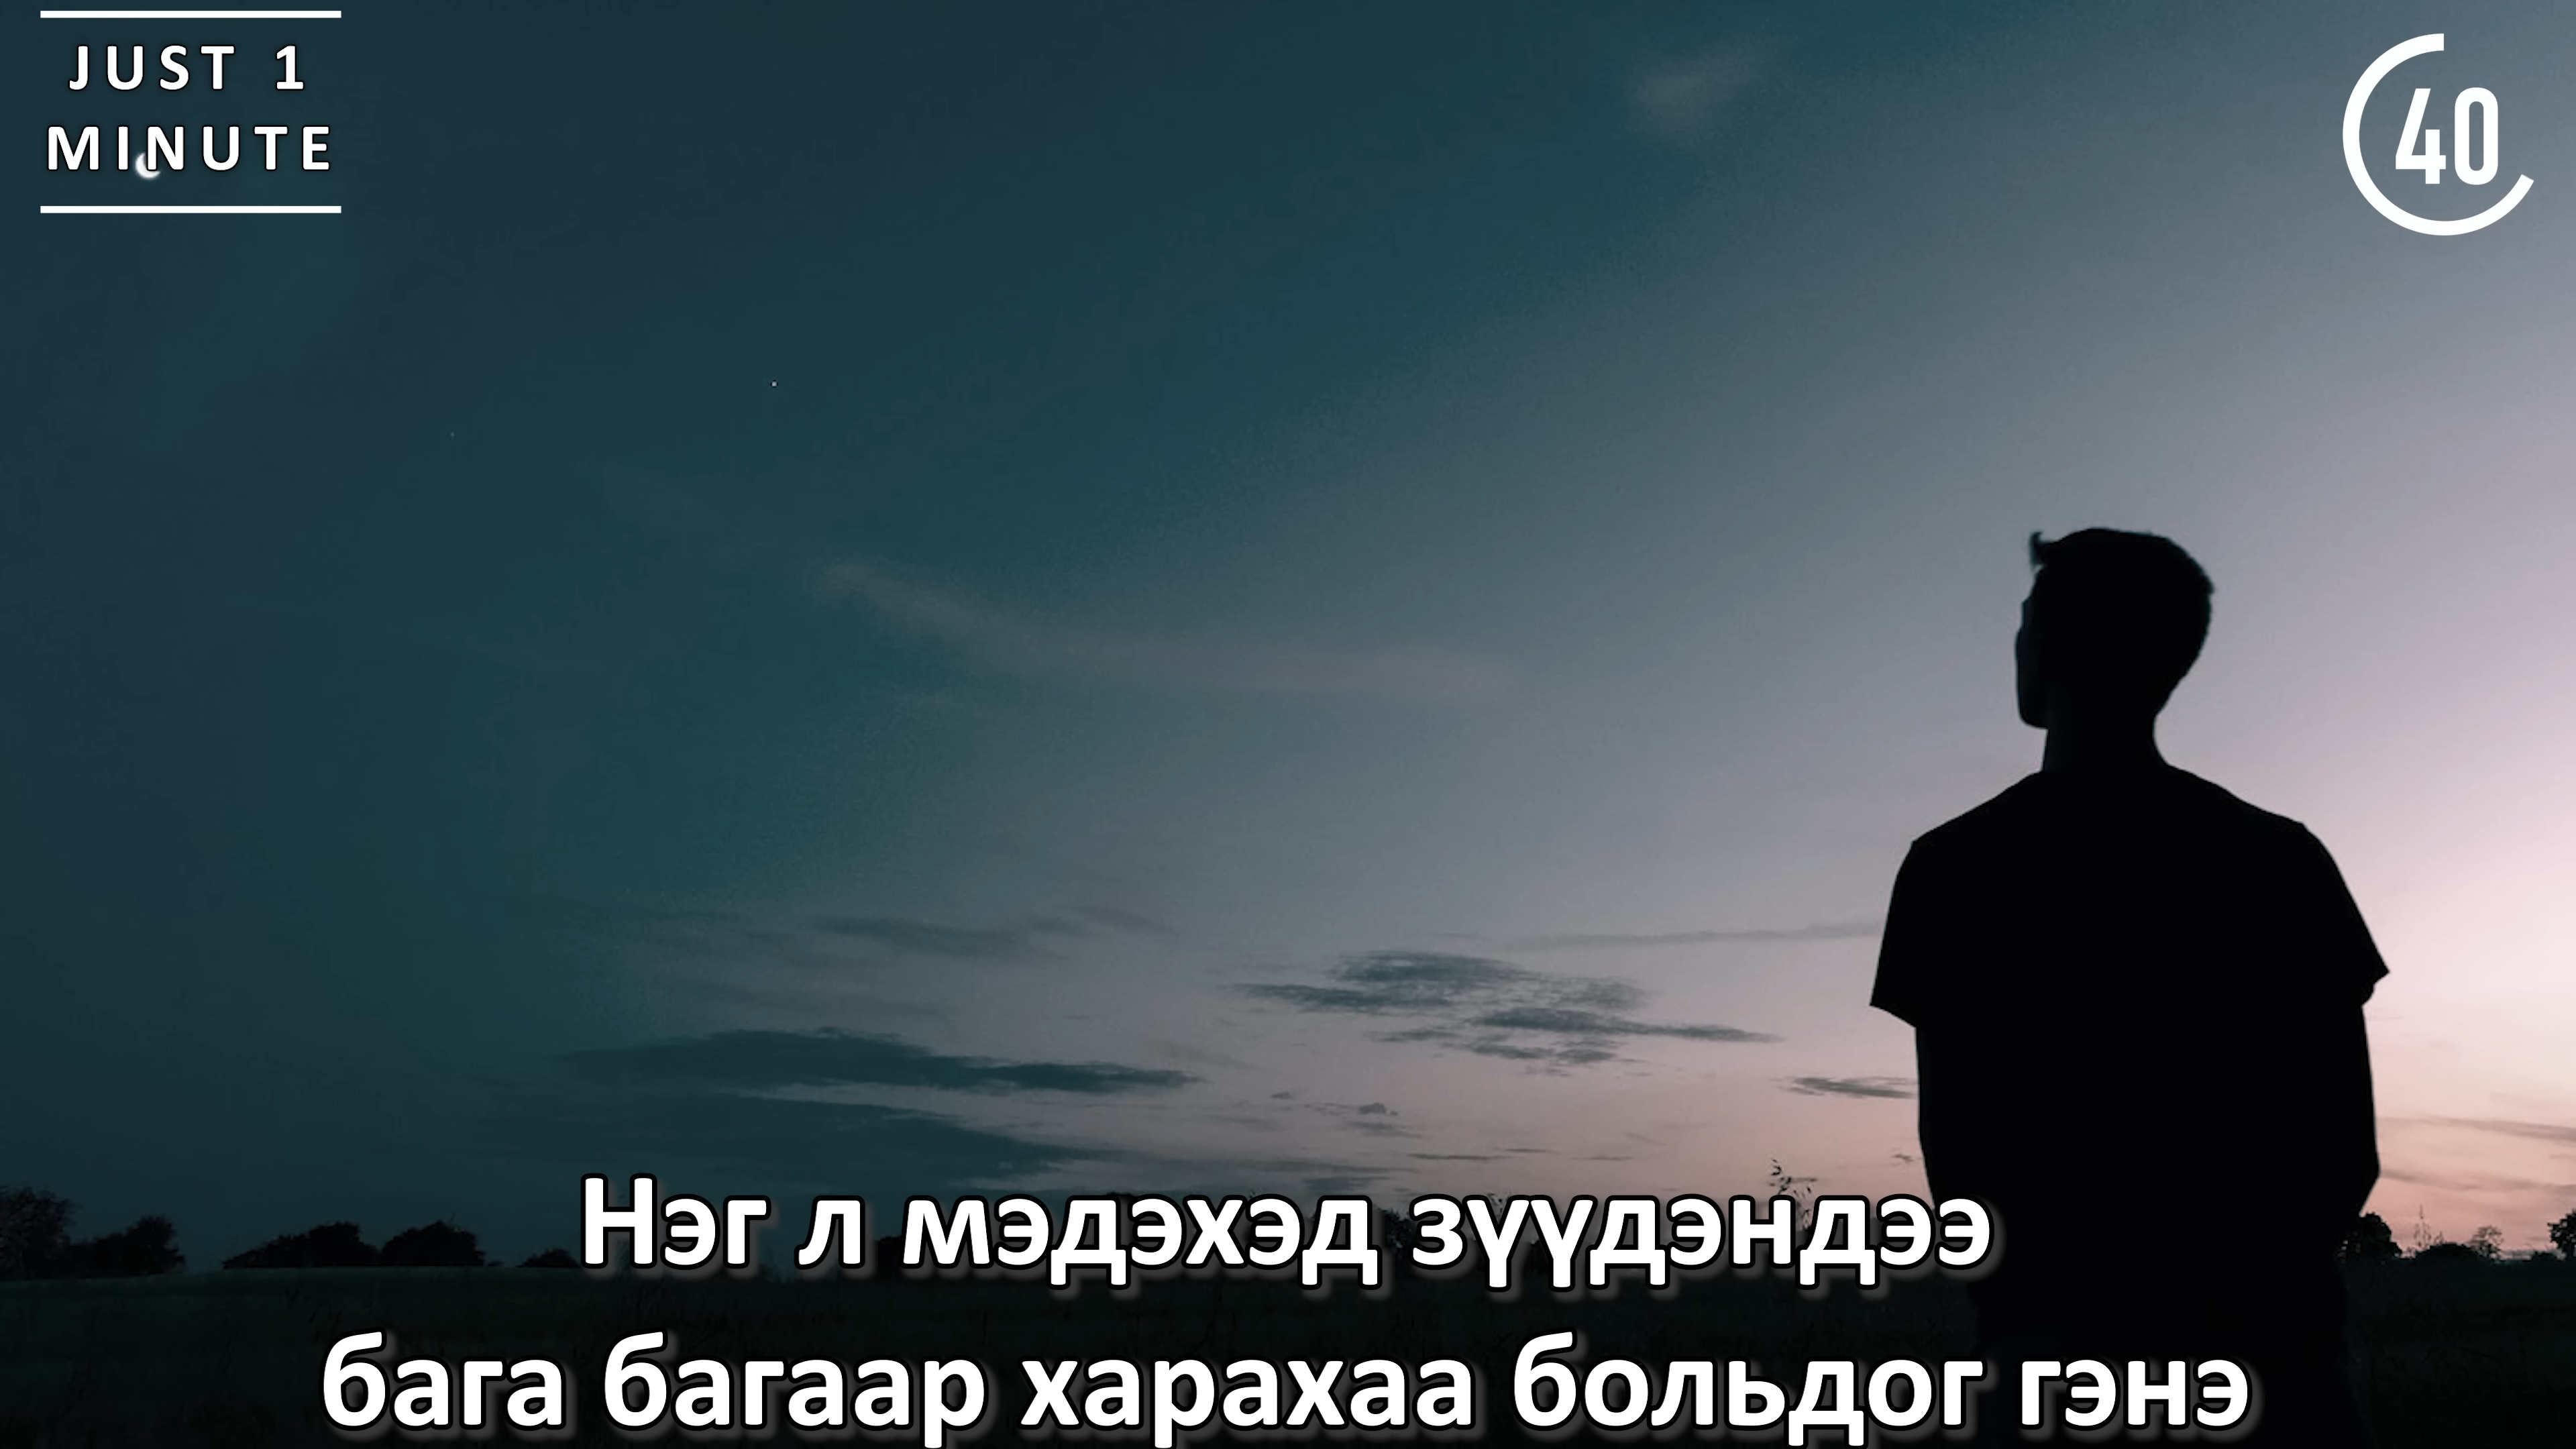 JUST 1
MINUTE
40
Нэг л мэдэхэд зүүдэндээ
бага багаар харахаа больдог гэнэ